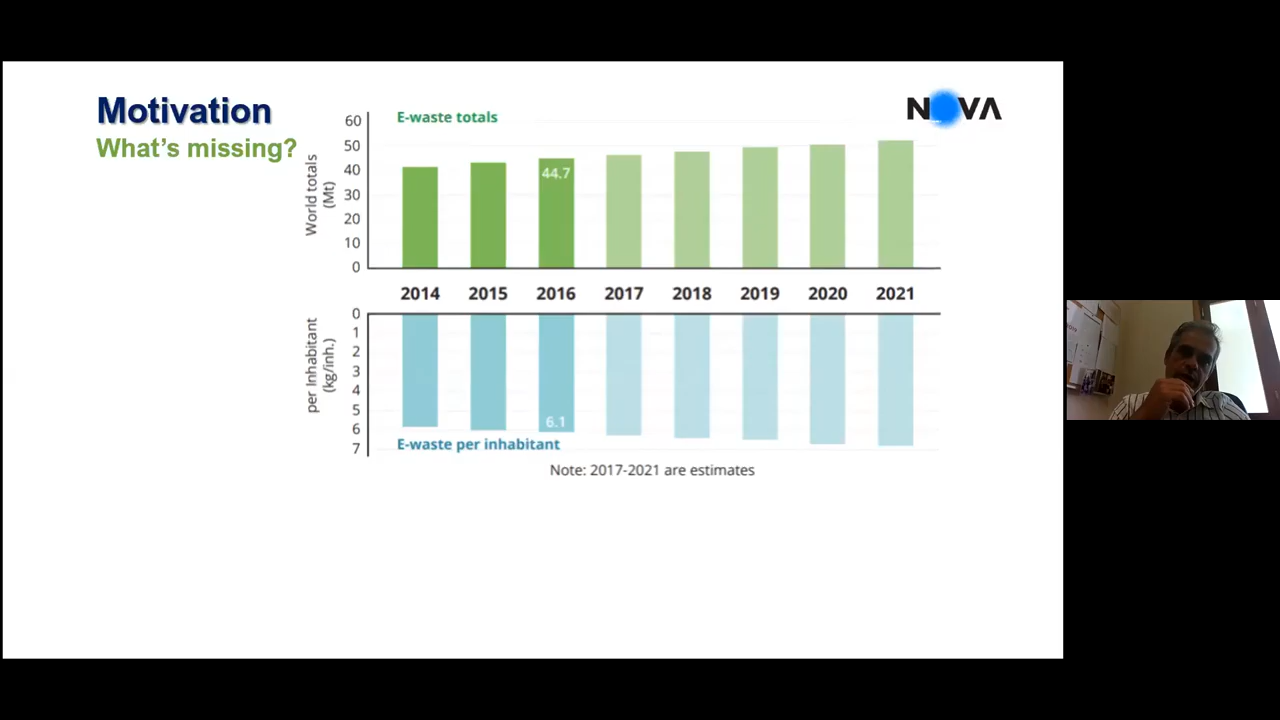 Motivation
What's missing?
NOVA
E-waste totals
World totals
(Mt)
60
50
40
30
20
10
0
44.7
2014 2015 2016 2017 2018 2019 2020 2021
per Inhabitant
(kg/inh.)
0
1
2
3
4
5
6
7
6.1
E-waste per inhabitant
Note: 2017-2021 are estimates